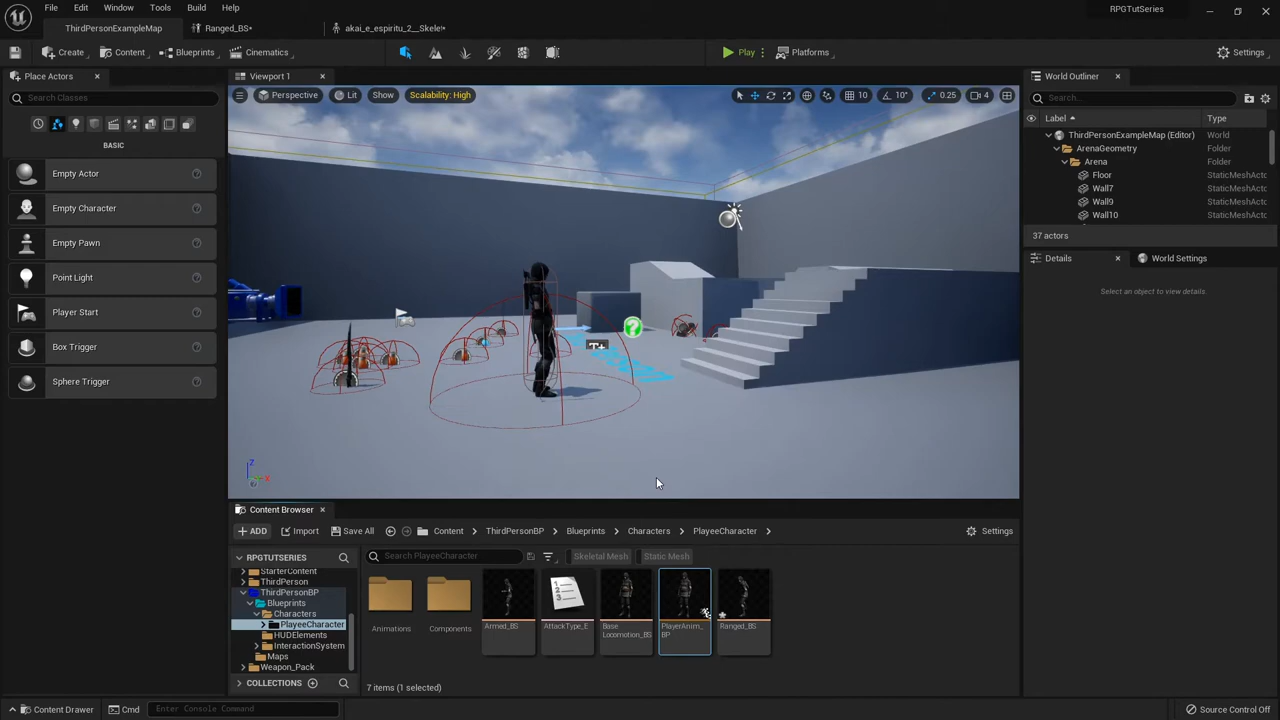 File Edit Window Tools Build Help
RPGTutSeries
ThirdPersonExampleMap
Ranged_BS*
akai_e_espiritu_2__Skele!*
Create
Content
Blueprints
Cinematics
Play
Platforms
Settings
Place Actors
Search Classes
BASIC
Empty Actor
Empty Character
Empty Pawn
Point Light
Player Start
Box Trigger
Sphere Trigger
Viewport 1
Perspective
Lit
Show
Scalability: High
10
10°
0.25
4
Z
X
World Outliner
Search...
Label
Type
ThirdPersonExampleMap (Editor) World
ArenaGeometry Folder
Arena Folder
Floor StaticMeshActo
Wall7 StaticMeshActo
Wall9 StaticMeshActo
Wall10 StaticMeshActo
37 actors
Details
World Settings
Select an object to view details.
Content Browser
ADD
Import
Save All
Content
ThirdPersonBP
Blueprints
Characters
PlayeeCharacter
Settings
RPGTUTSERIES
Search PlayeeCharacter
Skeletal Mesh
Static Mesh
StarterContent
ThirdPerson
ThirdPersonBP
Blueprints
Characters
PlayeeCharacter
HUDElements
InteractionSystem
Maps
Weapon_Pack
COLLECTIONS
Animations
Components
Armed_BS
AttackType_E
Base
Locomotion_BS
PlayerAnim_
BP
Ranged_BS
7 items (1 selected)
Content Drawer
Cmd
Enter Console Command
Source Control Off